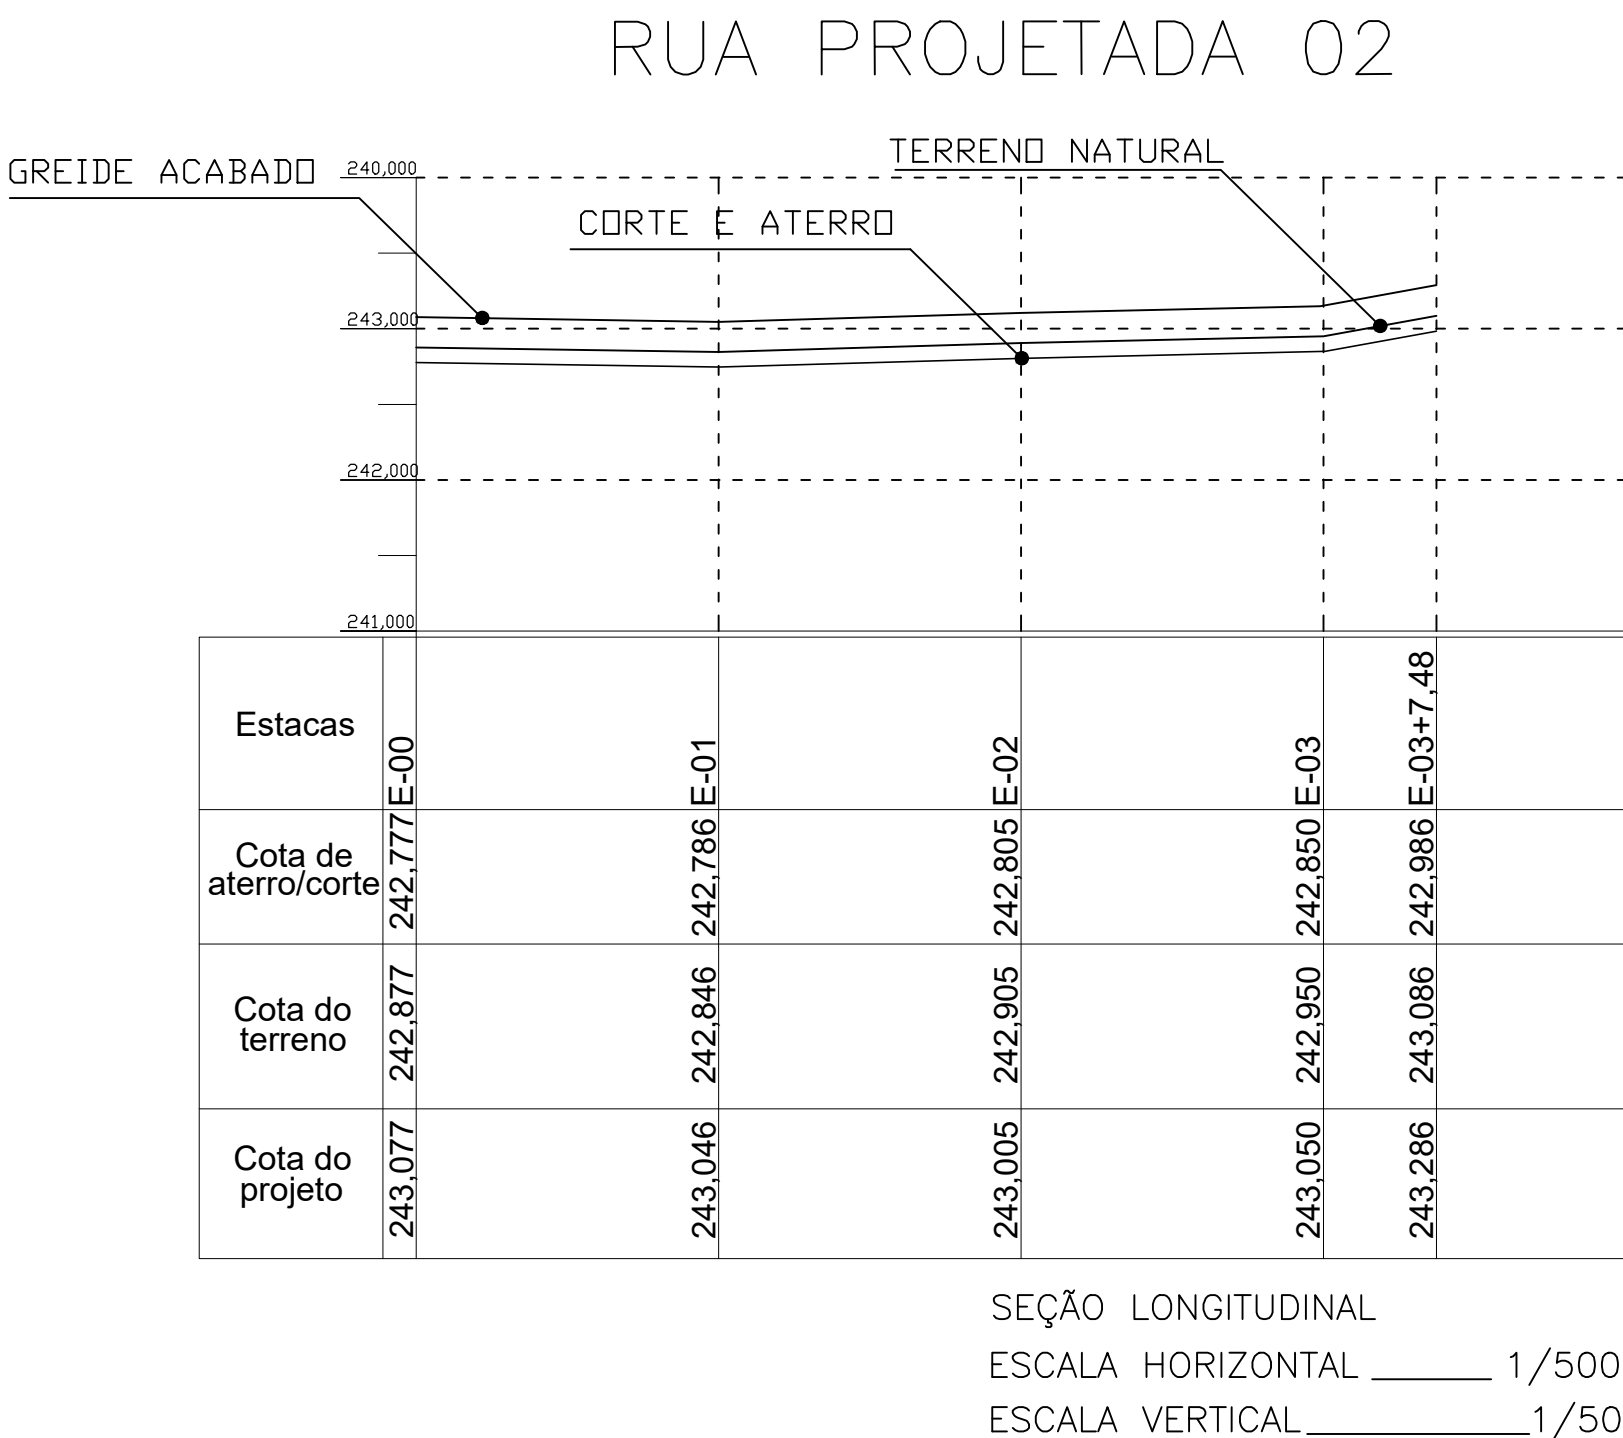 RUA PROJETADA 02
TERRENO NATURAL
GREIDE ACABADO
240,000
CORTE E ATERRO
243,000
242,000
241,000
Estacas
E-00
E-01
E-02
E-03
E-03+7,48
Cota de
aterro/corte
242,777
242,786
242,805
242,850
242,986
Cota do
terreno
242,877
242,846
242,905
242,950
243,086
Cota do
projeto
243,077
243,046
243,005
243,050
243,286
SEÇÃO LONGITUDINAL
ESCALA HORIZONTAL ______ 1/500
ESCALA VERTICAL___________1/50